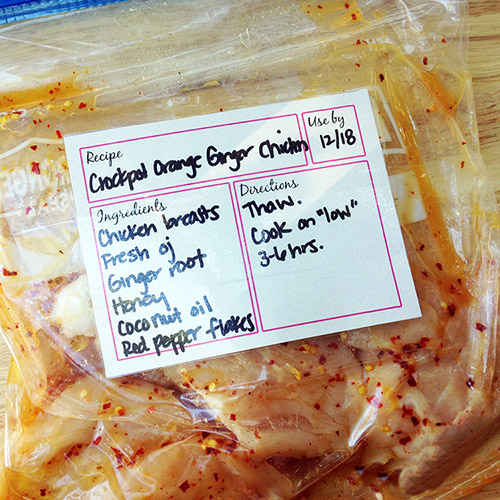 Recipe
Crockpot Orange Ginger Chicken
Use by
12/18
Ingredients
Chicken breasts
Fresh oj
Ginger root
Honey
Coconut oil
Red pepper flakes
Directions
Thaw.
Cook on "low"
3-6 hrs.